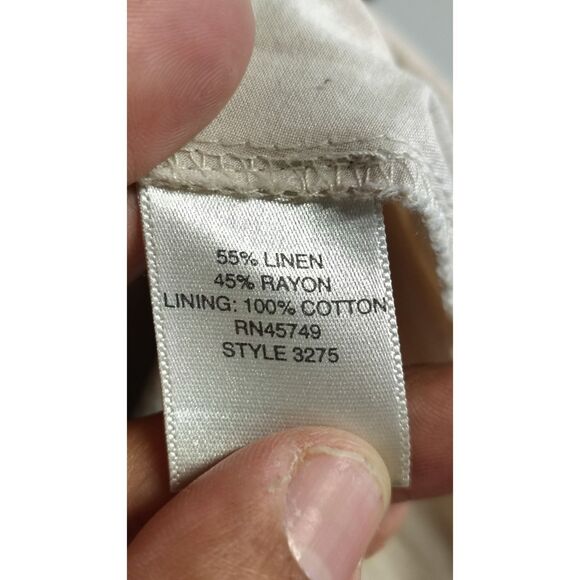 55% LINEN
45% RAYON
LINING: 100% COTTON
RN45749
STYLE 3275